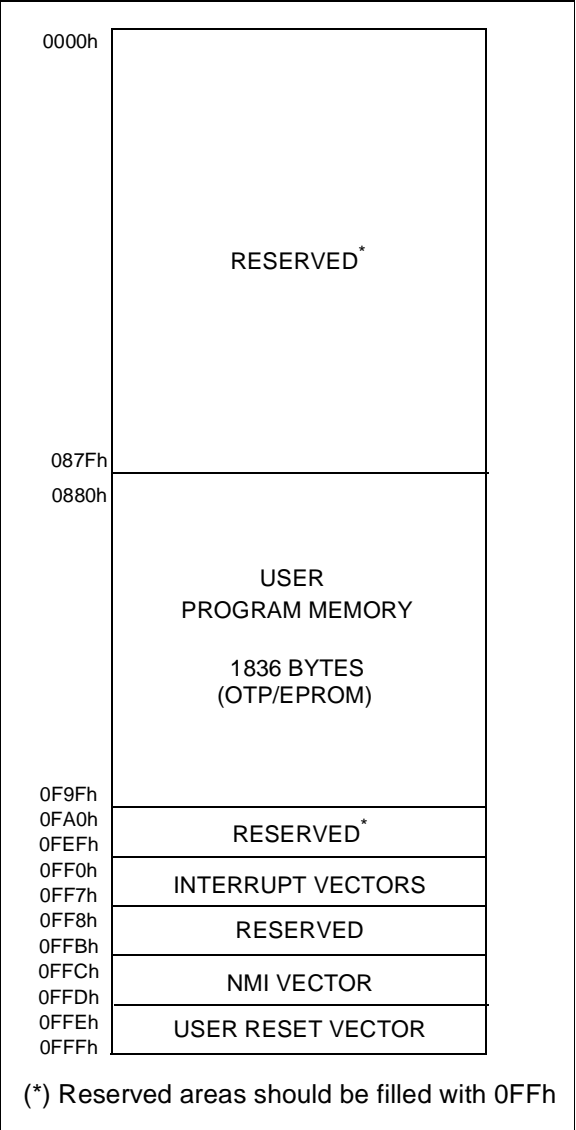 0000h
RESERVED*
087Fh
0880h
USER
PROGRAM MEMORY
1836 BYTES
(OTP/EPROM)
0F9Fh
0FA0h
RESERVED*
0FEFh
0FF0h
INTERRUPT VECTORS
0FF7h
0FF8h
RESERVED
0FFBh
0FFCh
NMI VECTOR
0FFDh
0FFEh
USER RESET VECTOR
0FFFh
(*) Reserved areas should be filled with 0FFh